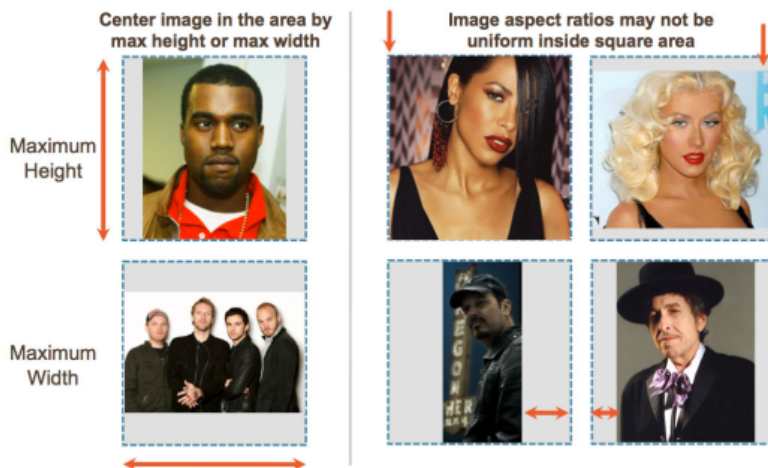 Center image in the area by
max height or max width
Image aspect ratios may not be
uniform inside square area
Maximum
Height
Maximum
Width